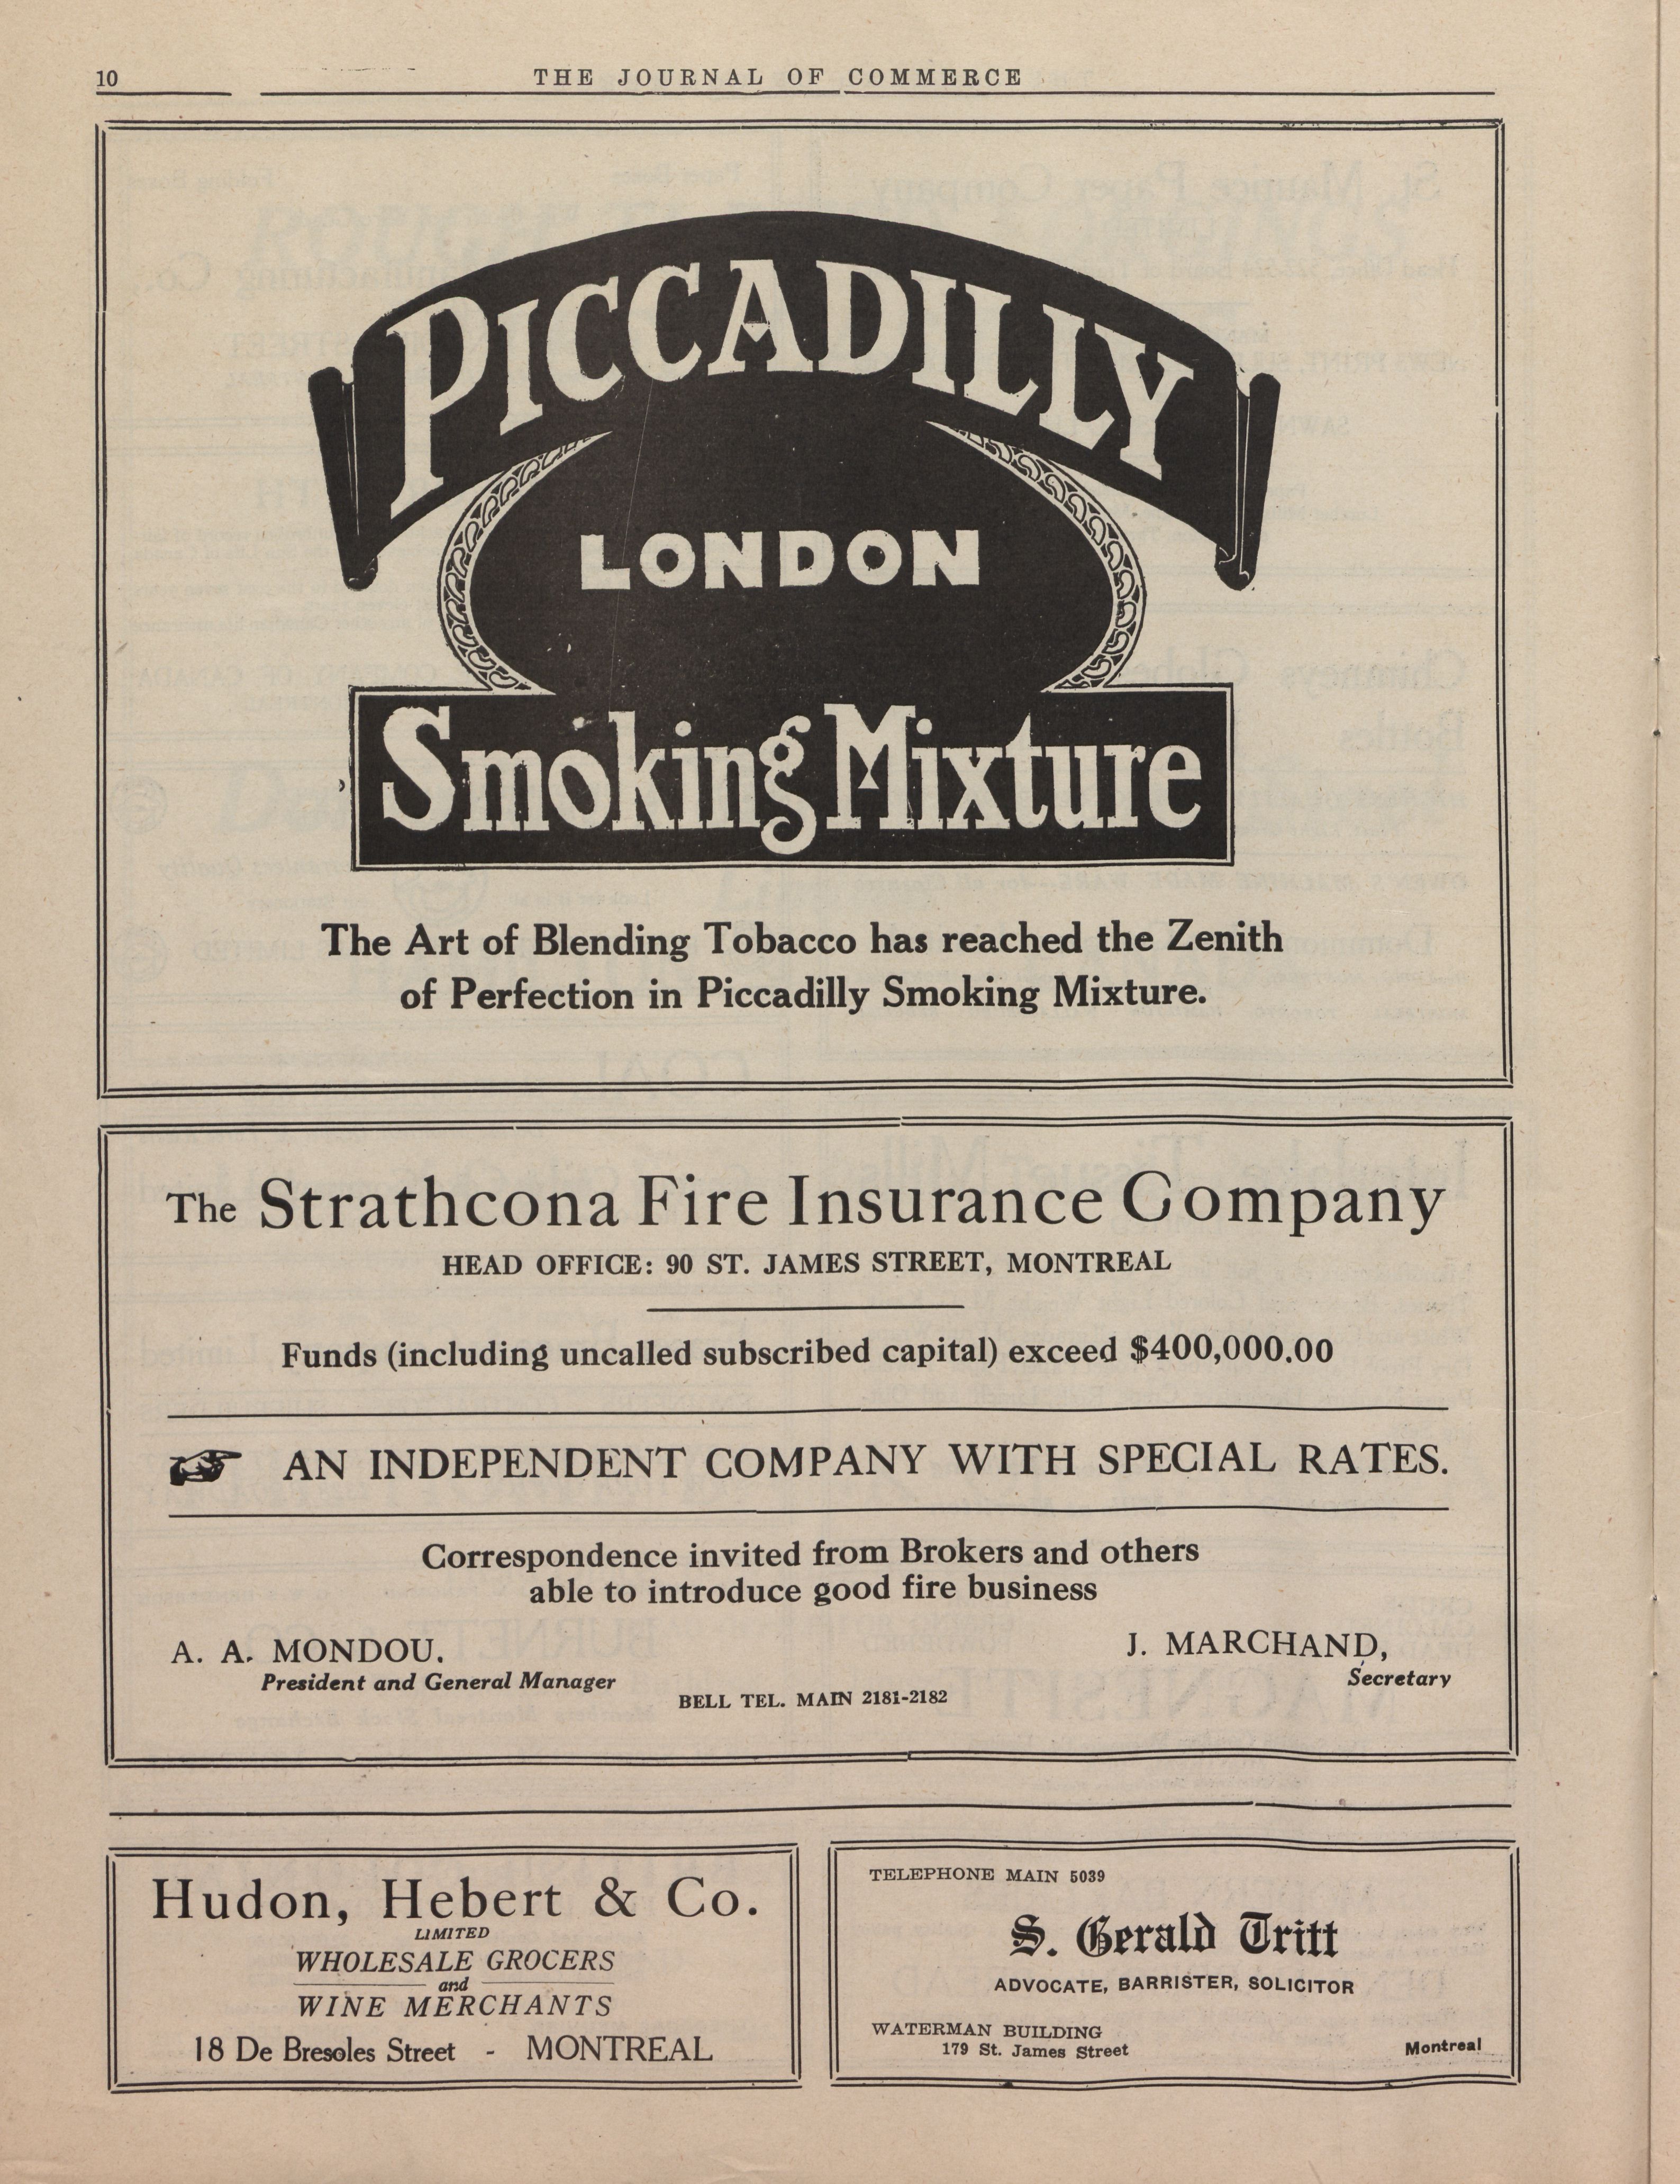 10
THE JOURNAL OF COMMERCE
PICCADILLY
LONDON
Smoking Mixture
The Art of Blending Tobacco has reached the Zenith
of Perfection in Piccadilly Smoking Mixture.
The Strathcona Fire Insurance Company
HEAD OFFICE: 90 ST. JAMES STREET, MONTREAL
Funds (including uncalled subscribed capital) exceed $400,000.00
AN INDEPENDENT COMPANY WITH SPECIAL RATES.
Correspondence invited from Brokers and others
able to introduce good fire business
A. A. MONDOU.
President and General Manager
J. MARCHAND,
Secretary
BELL TEL. MAIN 2181-2182
Hudon, Hebert & Co.
LIMITED
WHOLESALE GROCERS
and
WINE MERCHANTS
18 De Bresoles Street - MONTREAL
TELEPHONE MAIN 5039
S. Gerald Tritt
ADVOCATE, BARRISTER, SOLICITOR
WATERMAN BUILDING
179 St. James Street
Montreal